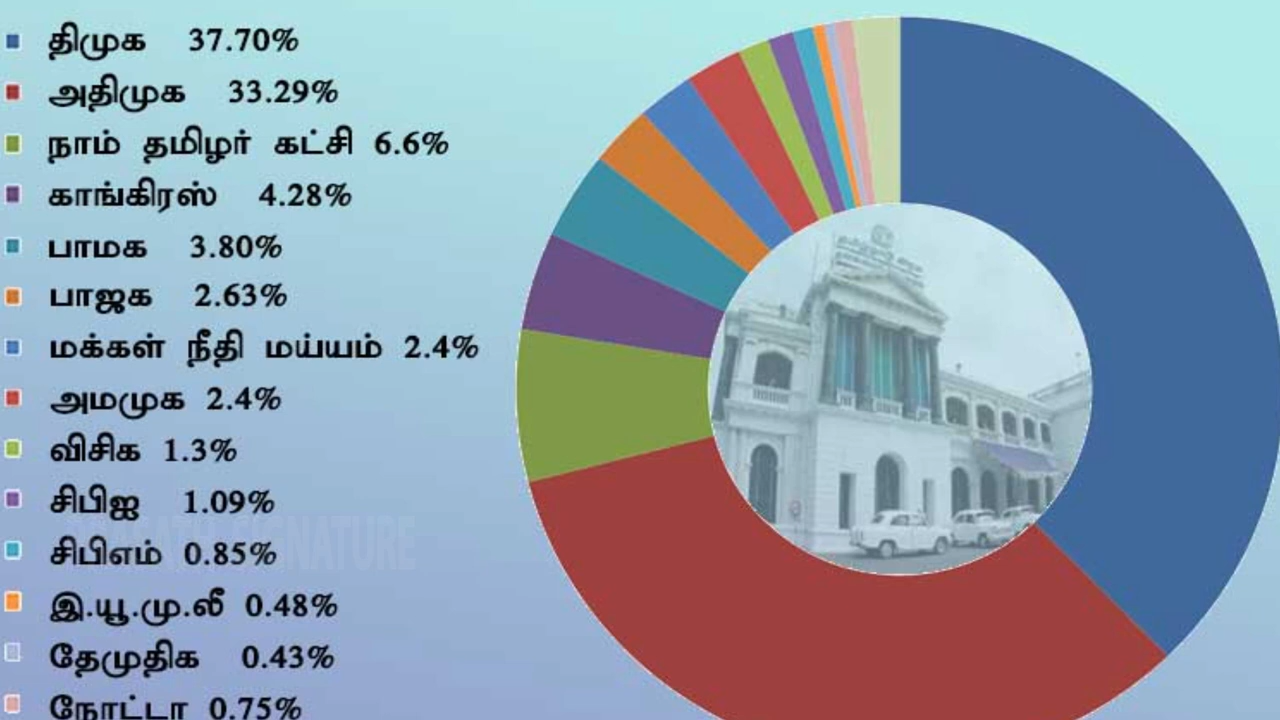 திமுக 37.70%
அதிமுக 33.29%
நாம் தமிழர் கட்சி 6.6%
காங்கிரஸ் 4.28%
பாமக 3.80%
பாஜக 2.63%
மக்கள் நீதி மய்யம் 2.4%
அமமுக 2.4%
விசிக 1.3%
சிபிஐ 1.09%
SIGNATURE
சிபிஎம் 0.85%
இ.யூ.மு.லீ 0.48%
தேமுதிக 0.43%
நோட்டா 0.75%